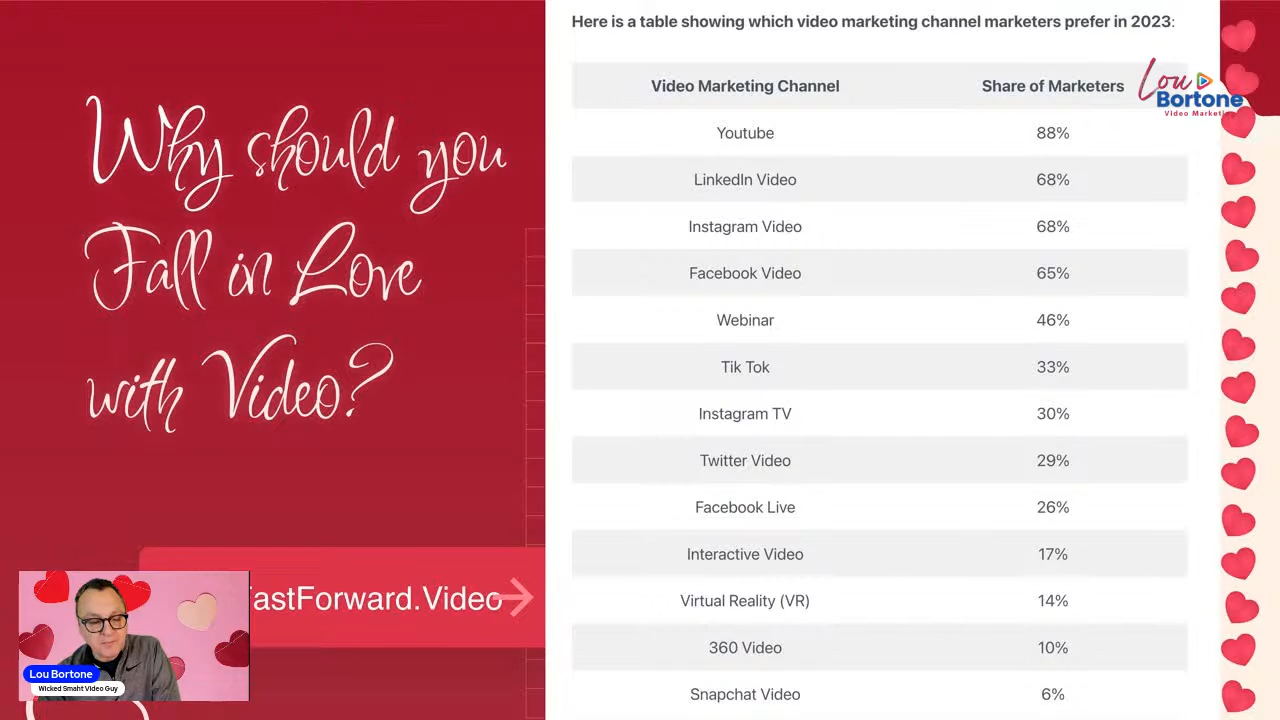 Why should you
Fall in Love
with Video?
astForward.Video
Lou Bortone
Wicked Smaht Video Guy
Here is a table showing which video marketing channel marketers prefer in 2023:
Lou
Bortone
Video Marketing
Video Marketing Channel Share of Marketers
Youtube 88%
LinkedIn Video 68%
Instagram Video 68%
Facebook Video 65%
Webinar 46%
Tik Tok 33%
Instagram TV 30%
Twitter Video 29%
Facebook Live 26%
Interactive Video 17%
Virtual Reality (VR) 14%
360 Video 10%
Snapchat Video 6%